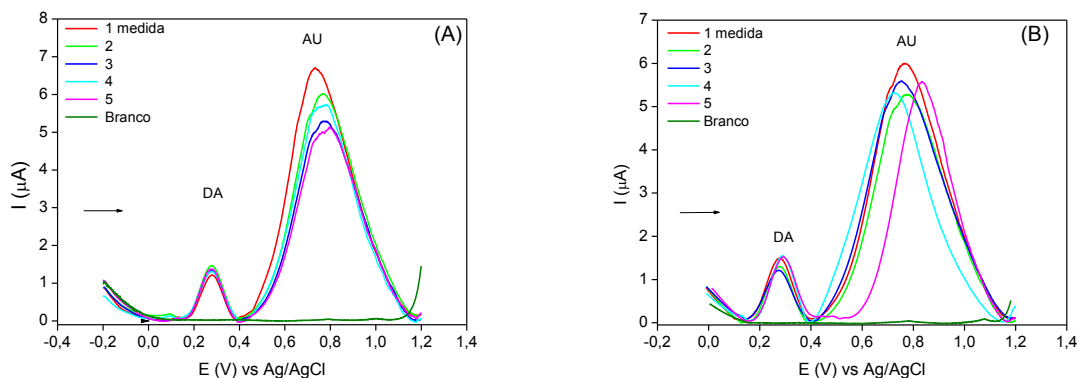 (A)
AU
DA
1 medida
2
3
4
5
Branco
I (μA)
8
7
6
5
4
3
2
1
0
-0,4 -0,2 0,0 0,2 0,4 0,6 0,8 1,0 1,2 1,4
E (V) vs Ag/AgCl
(B)
AU
DA
1 medida
2
3
4
5
Branco
I (μA)
7
6
5
4
3
2
1
0
-0,2 0,0 0,2 0,4 0,6 0,8 1,0 1,2 1,4
E (V) vs Ag/AgCl